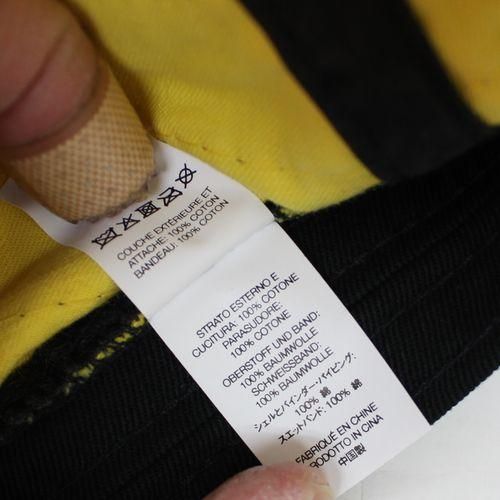 COUCHE EXTÉRIEURE ET
ATTACHE: 100% COTON
BANDEAU: 100% COTON
STRATO ESTERNO E
CUCITURA: 100% COTONE
PARASUDORE:
100% COTONE
OBERSTOFF UND BAND:
100% BAUMWOLLE
SCHWEISSBAND:
100% BAUMWOLLE
シェルとバインダー・パイピング:
100% 綿
スエットバンド: 100% 綿
FABRIQUÉ EN CHINE
PRODOTTO IN CINA
中国製